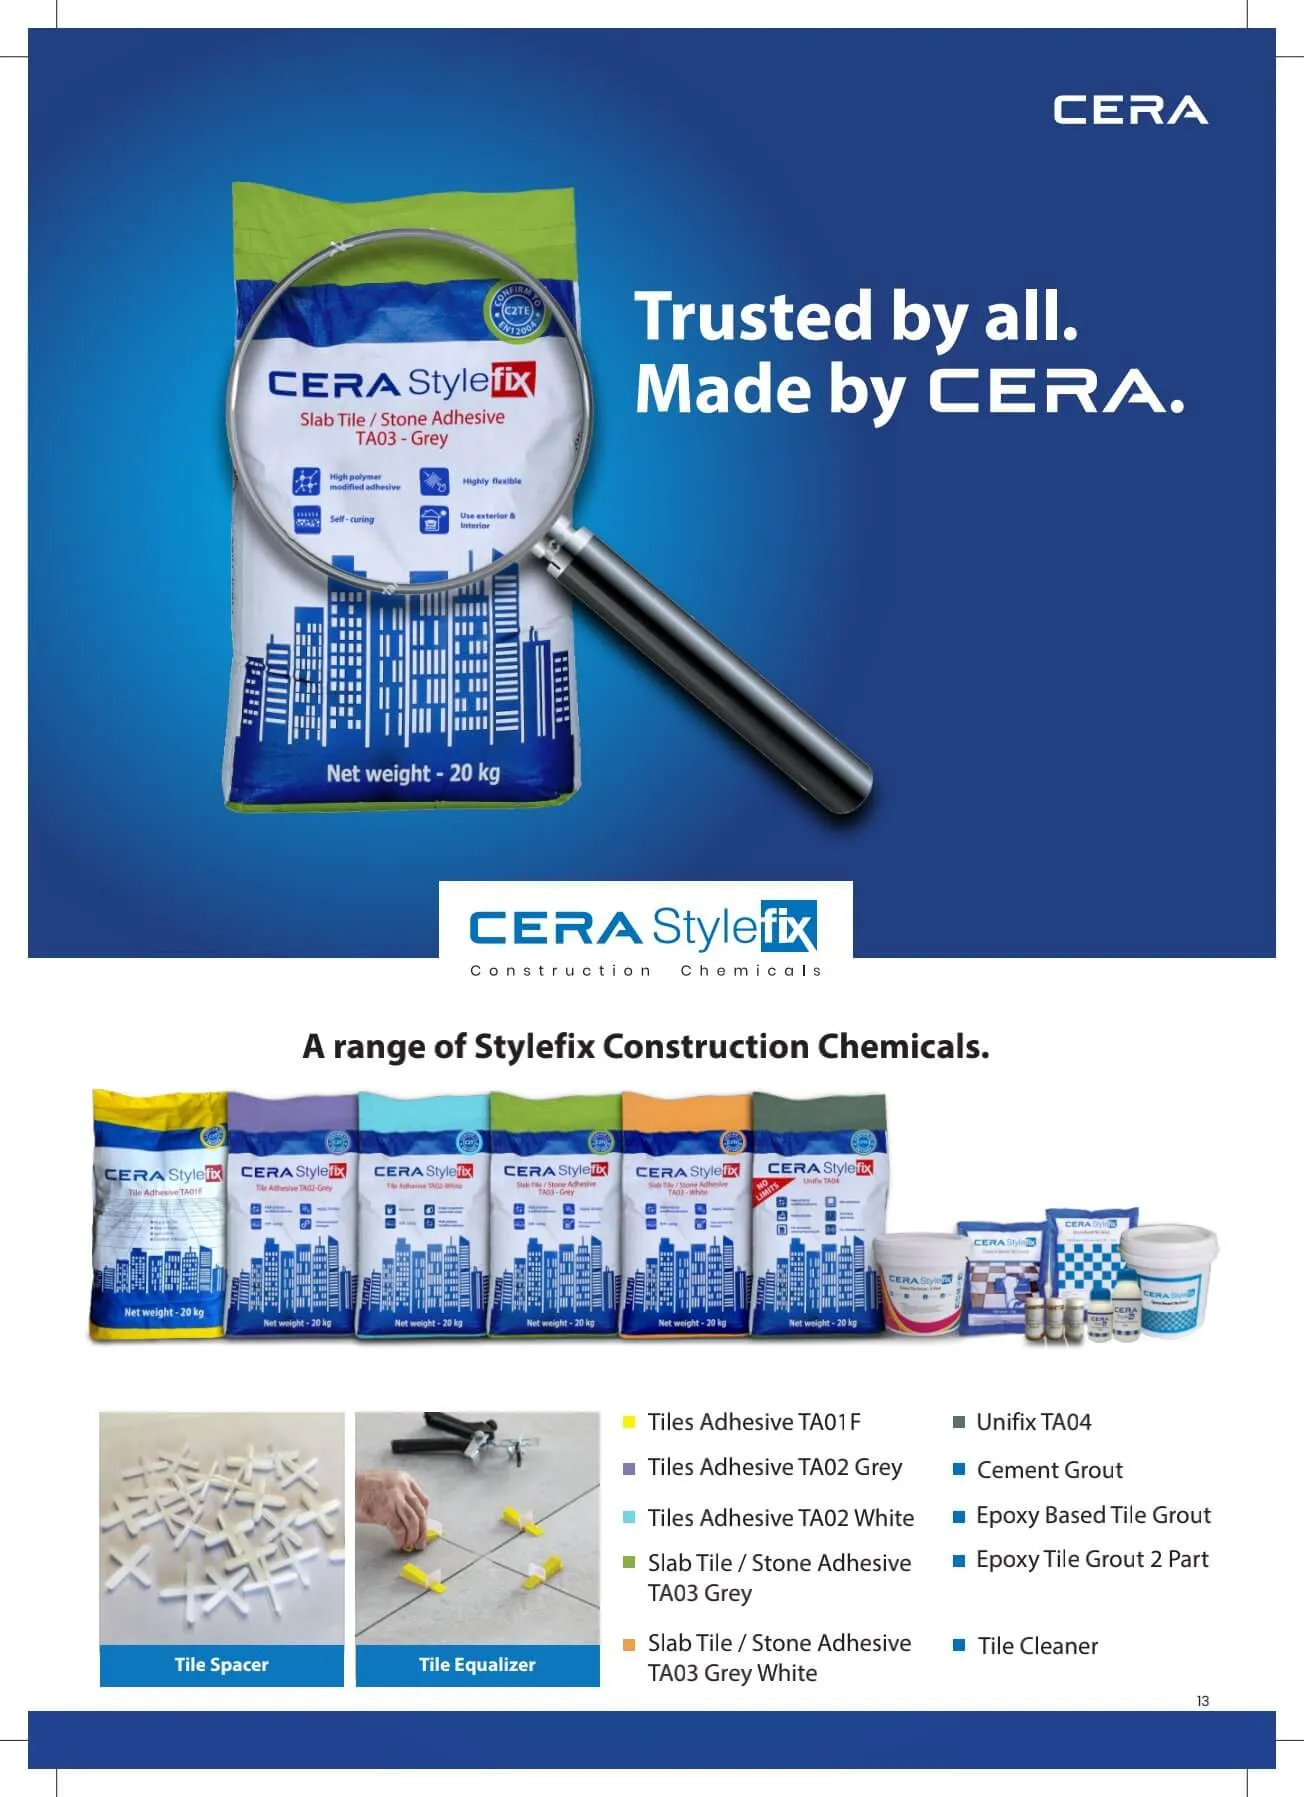 CERA
CONFIRM TO
C2TE
EN12004
CERA Stylefix
Slab Tile / Stone Adhesive
TA03 - Grey
High polymer
modified adhesive
Highly flexible
Self - curing
Use exterior &
Interior
Net weight - 20 kg
Trusted by all.
Made by CERA.
CERA Stylefix
Construction Chemicals
A range of Stylefix Construction Chemicals.
CERA Stylefix
Tile Adhesive TA01F
Net weight - 20 kg
CERA Stylefix
Tile Adhesive TA02-Grey
Net weight - 20 kg
CERA Stylefix
Tile Adhesive TA02-White
Net weight - 20 kg
CERA Stylefix
Slab Tile / Stone Adhesive
TA03 - Grey
Net weight - 20 kg
CERA Stylefix
Slab Tile / Stone Adhesive
TA03 - White
Net weight - 20 kg
CERA Stylefix
Unifix TA04
NO
LIMITS
Net weight - 20 kg
CERA Stylefix
CERA Stylefix
CERA Stylefix
CERA
CERA
CERA Stylefix
Tile Spacer
Tile Equalizer
Tiles Adhesive TA01F
Tiles Adhesive TA02 Grey
Tiles Adhesive TA02 White
Slab Tile / Stone Adhesive
TA03 Grey
Slab Tile / Stone Adhesive
TA03 Grey White
Unifix TA04
Cement Grout
Epoxy Based Tile Grout
Epoxy Tile Grout 2 Part
Tile Cleaner
13